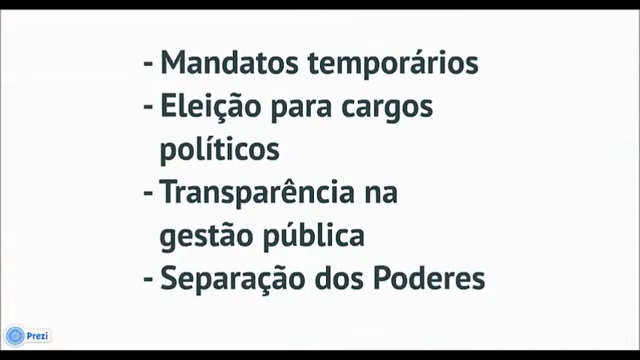 - Mandatos temporários
- Eleição para cargos
políticos
- Transparência na
gestão pública
- Separação dos Poderes
Prezi